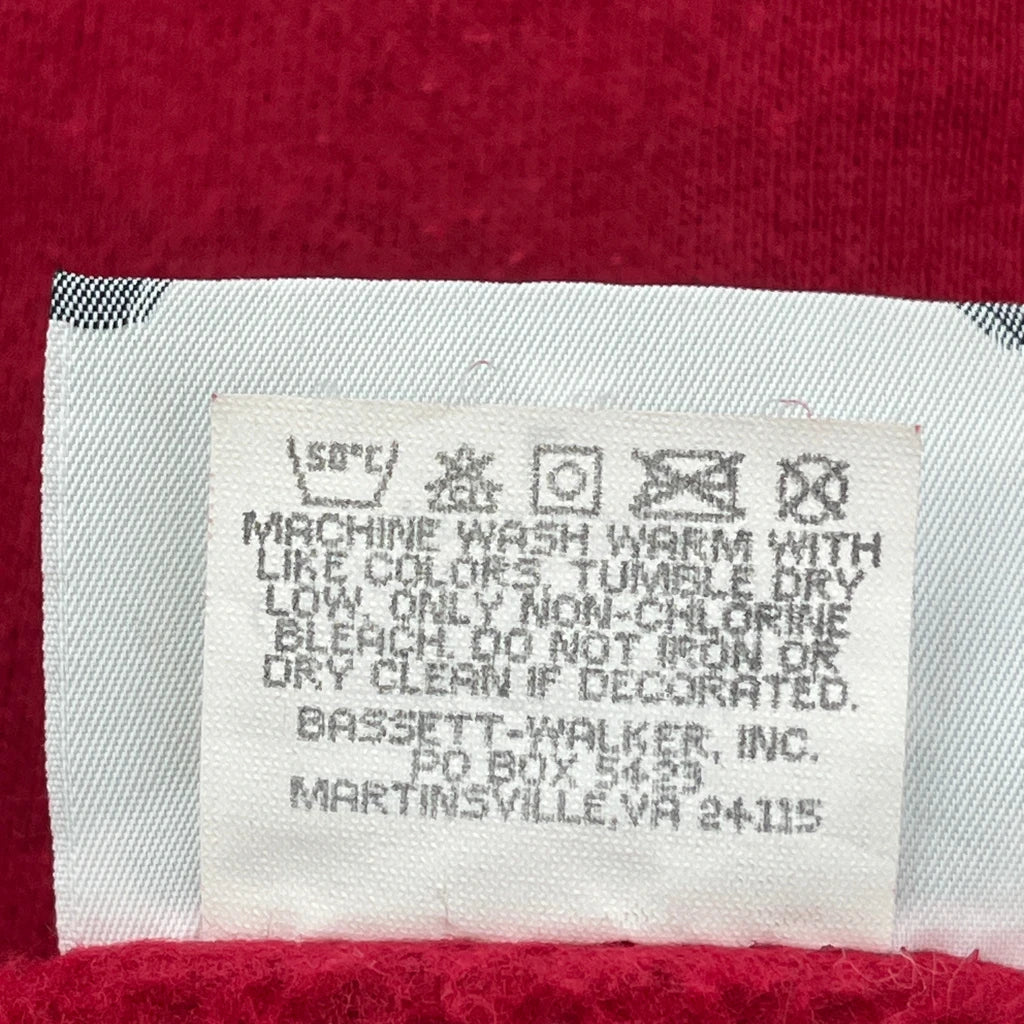 50°C
MACHINE WASH WARM WITH
LIKE COLORS. TUMBLE DRY
LOW. ONLY NON-CHLORINE
BLEACH. DO NOT IRON OR
DRY CLEAN IF DECORATED.
BASSETT-WALKER, INC.
PO BOX 5423
MARTINSVILLE, VA 24115